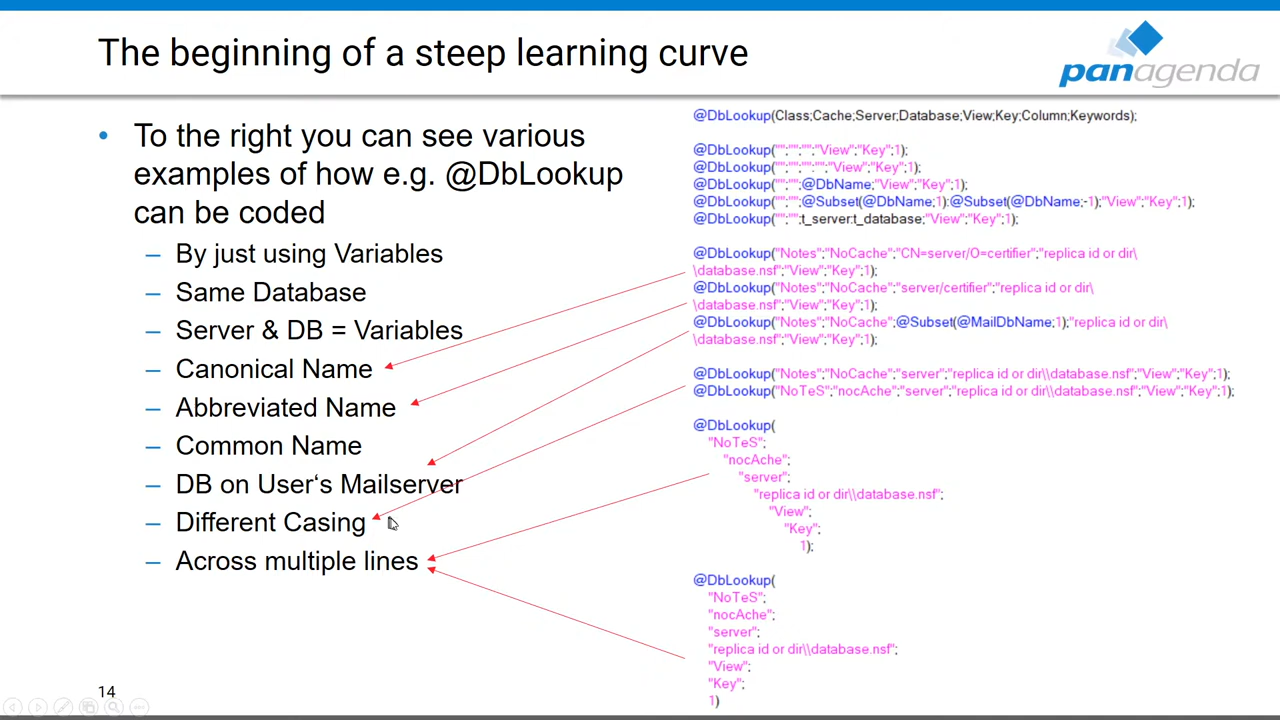 The beginning of a steep learning curve
panagenda
• To the right you can see various
examples of how e.g. @DbLookup
can be coded
– By just using Variables
– Same Database
– Server & DB = Variables
– Canonical Name
– Abbreviated Name
– Common Name
– DB on User‘s Mailserver
– Different Casing
– Across multiple lines
@DbLookup(Class;Cache;Server;Database;View;Key;Column;Keywords);
@DbLookup("";"";"";"View";"Key";1);
@DbLookup("";"";"";"";"View";"Key";1);
@DbLookup("";"";@DbName;"View";"Key";1);
@DbLookup("";"";@Subset(@DbName;1):@Subset(@DbName;-1);"View";"Key";1);
@DbLookup("";"";t_server:t_database;"View";"Key";1);
@DbLookup("Notes";"NoCache";"CN=server/O=certifier";"replica id or dir\
\database.nsf";"View";"Key";1);
@DbLookup("Notes";"NoCache";"server/certifier";"replica id or dir\
\database.nsf";"View";"Key";1);
@DbLookup("Notes";"NoCache";@Subset(@MailDbName;1);"replica id or dir\
\database.nsf";"View";"Key";1);
@DbLookup("Notes";"NoCache";"server";"replica id or dir\\database.nsf";"View";"Key";1);
@DbLookup("NoTeS";"nocAche";"server";"replica id or dir\\database.nsf";"View";"Key";1);
@DbLookup(
"NoTeS";
"nocAche";
"server";
"replica id or dir\\database.nsf";
"View";
"Key";
1);
@DbLookup(
"NoTeS";
"nocAche";
"server";
"replica id or dir\\database.nsf";
"View";
"Key";
1)
14